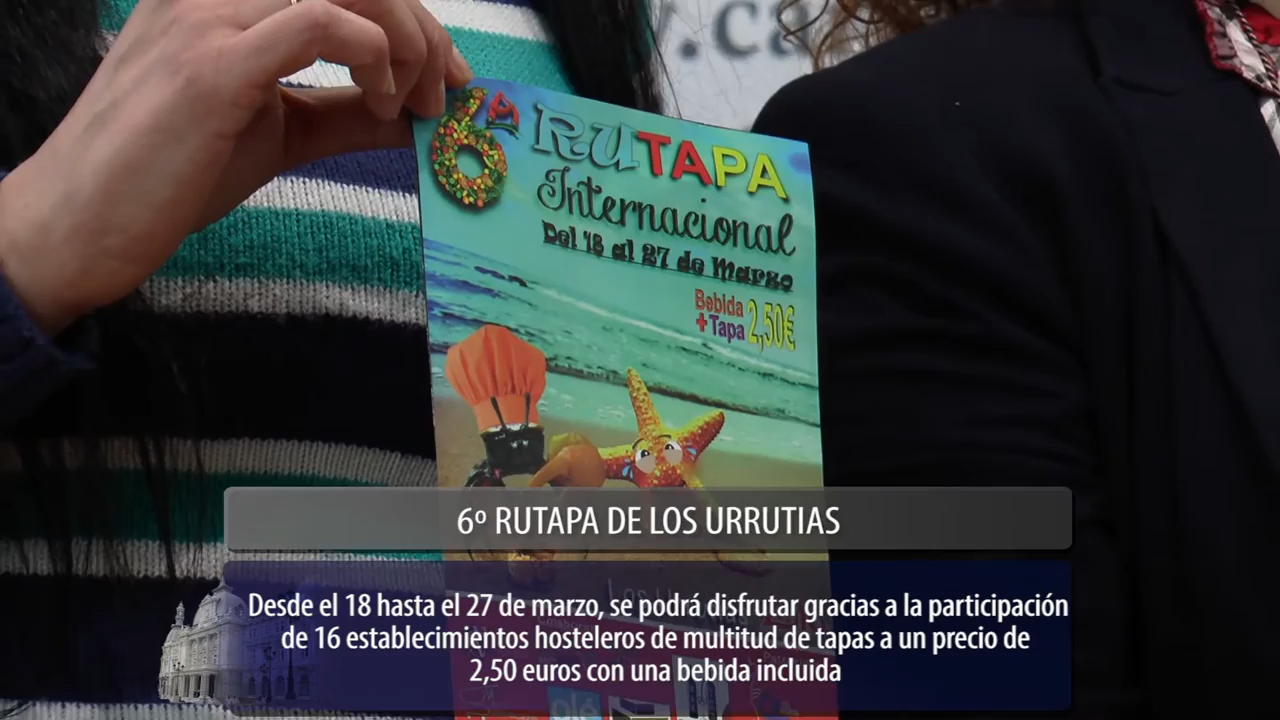 .ca
6ª RUTAPA
Internacional
Del 18 al 27 de Marzo
Bebida
+Tapa 2,50€
6º RUTAPA DE LOS URRUTIAS
Desde el 18 hasta el 27 de marzo, se podrá disfrutar gracias a la participación
de 16 establecimientos hosteleros de multitud de tapas a un precio de
2,50 euros con una bebida incluida